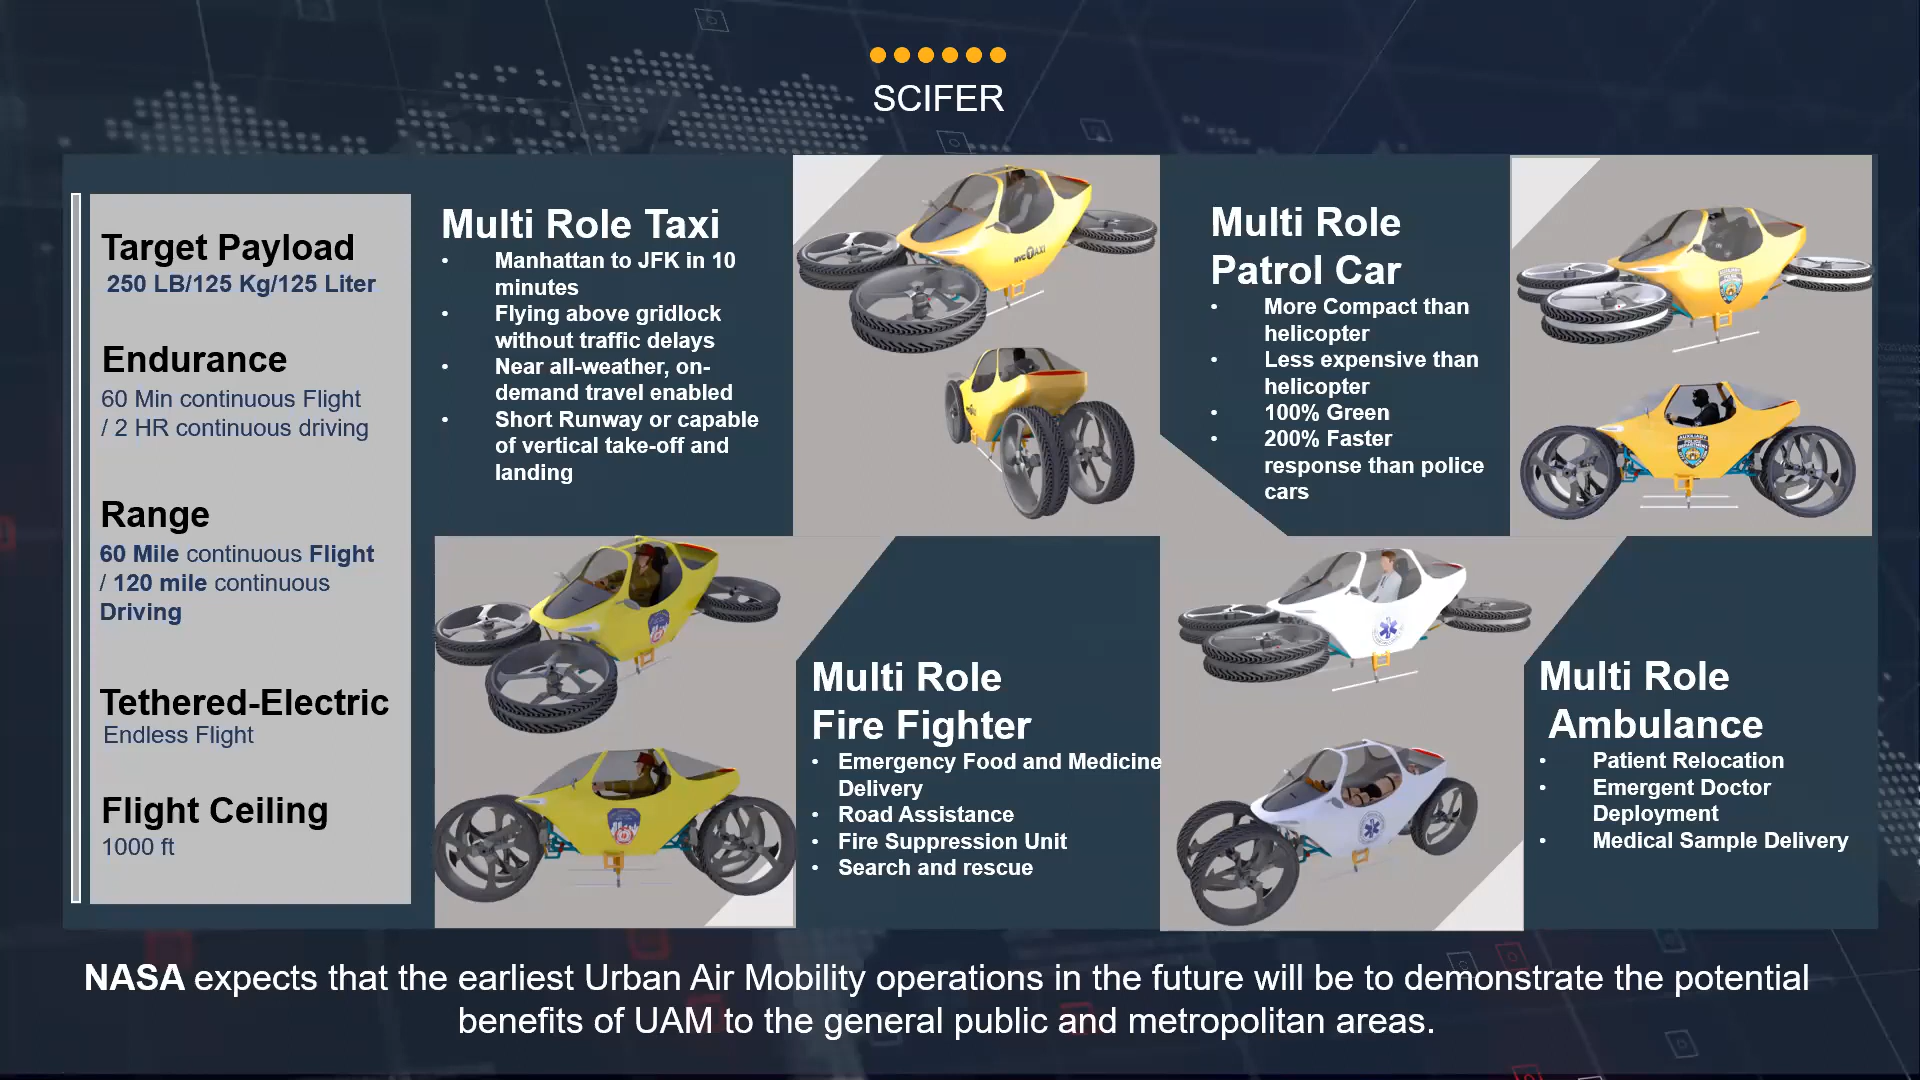 SCIFER
Target Payload
250 LB/125 Kg/125 Liter
Endurance
60 Min continuous Flight
/ 2 HR continuous driving
Range
60 Mile continuous Flight
/ 120 mile continuous
Driving
Tethered-Electric
Endless Flight
Flight Ceiling
1000 ft
Multi Role Taxi
• Manhattan to JFK in 10
minutes
• Flying above gridlock
without traffic delays
• Near all-weather, on-
demand travel enabled
• Short Runway or capable
of vertical take-off and
landing
NYC TAXI
Multi Role
Patrol Car
• More Compact than
helicopter
• Less expensive than
helicopter
• 100% Green
• 200% Faster
response than police
cars
AUXILIARY
POLICE
Multi Role
Fire Fighter
• Emergency Food and Medicine
Delivery
• Road Assistance
• Fire Suppression Unit
• Search and rescue
Multi Role
Ambulance
• Patient Relocation
• Emergent Doctor
Deployment
• Medical Sample Delivery
NASA expects that the earliest Urban Air Mobility operations in the future will be to demonstrate the potential
benefits of UAM to the general public and metropolitan areas.